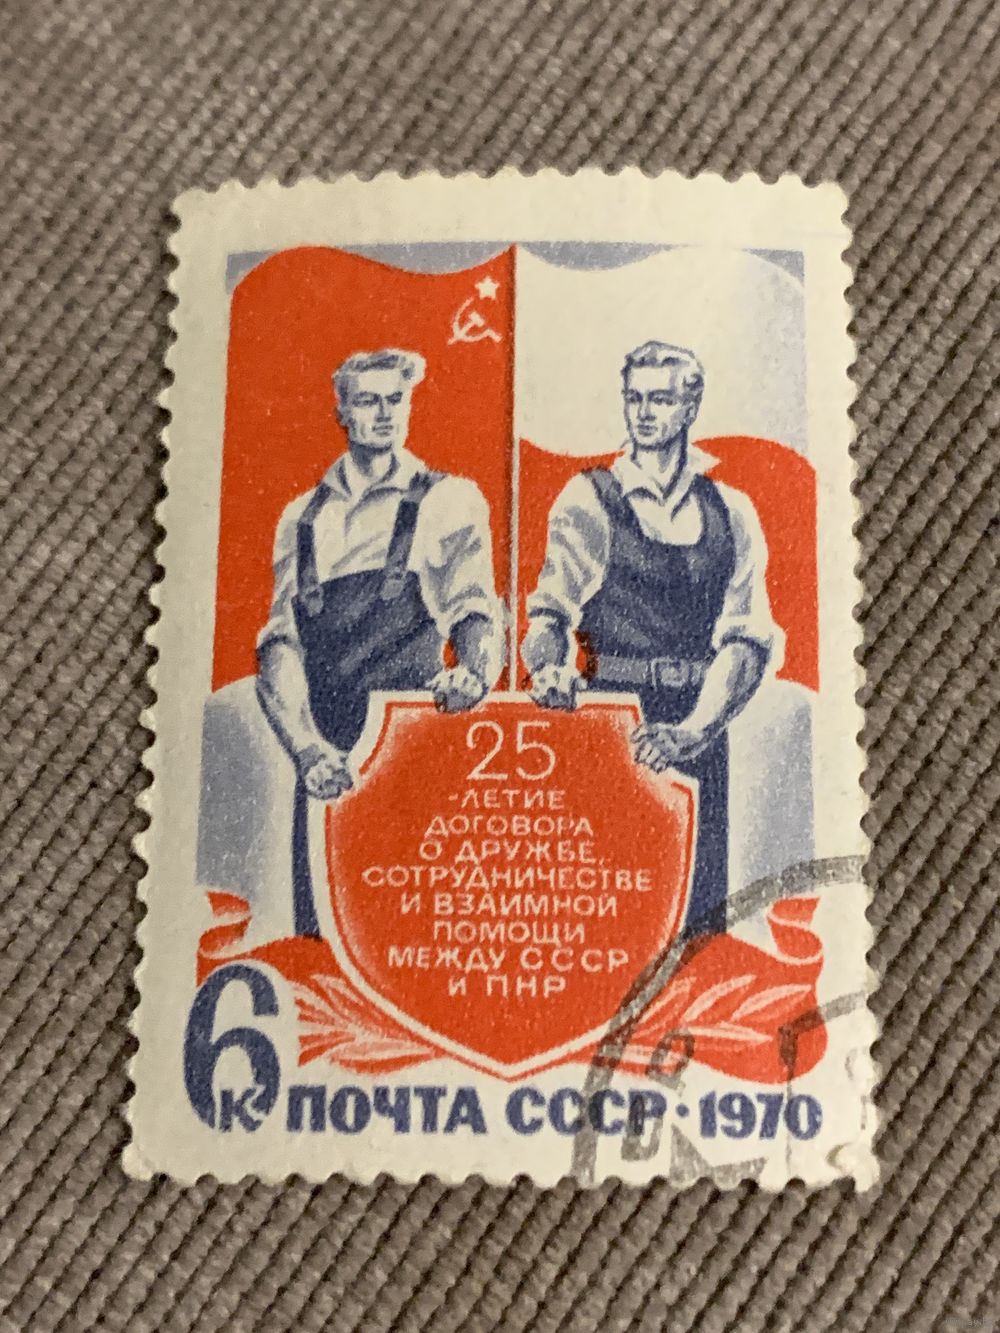 25
-ЛЕТИЕ
ДОГОВОРА
О ДРУЖБЕ,
СОТРУДНИЧЕСТВЕ
И ВЗАИМНОЙ
ПОМОЩИ
МЕЖДУ СССР
И ПНР
6к ПОЧТА СССР·1970